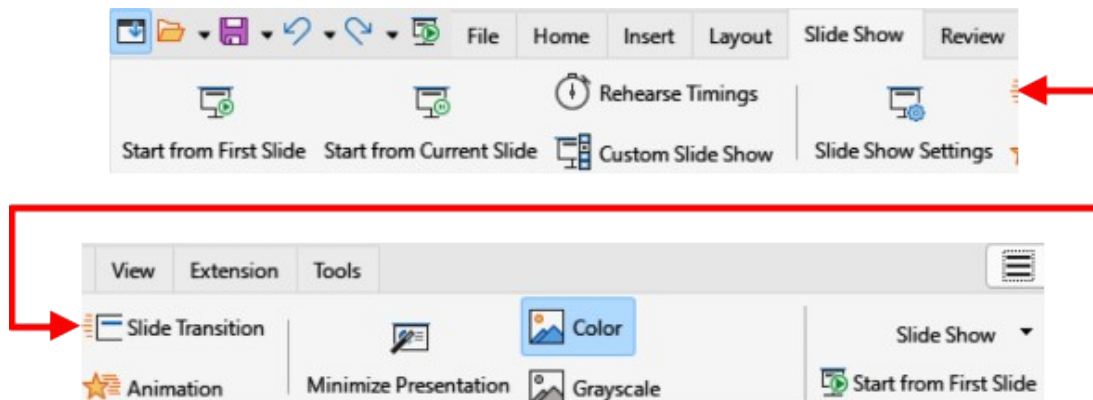 File Home Insert Layout Slide Show Review
Rehearse Timings
Start from First Slide Start from Current Slide Custom Slide Show Slide Show Settings
View Extension Tools
Slide Transition Color Slide Show
Animation Minimize Presentation Grayscale Start from First Slide